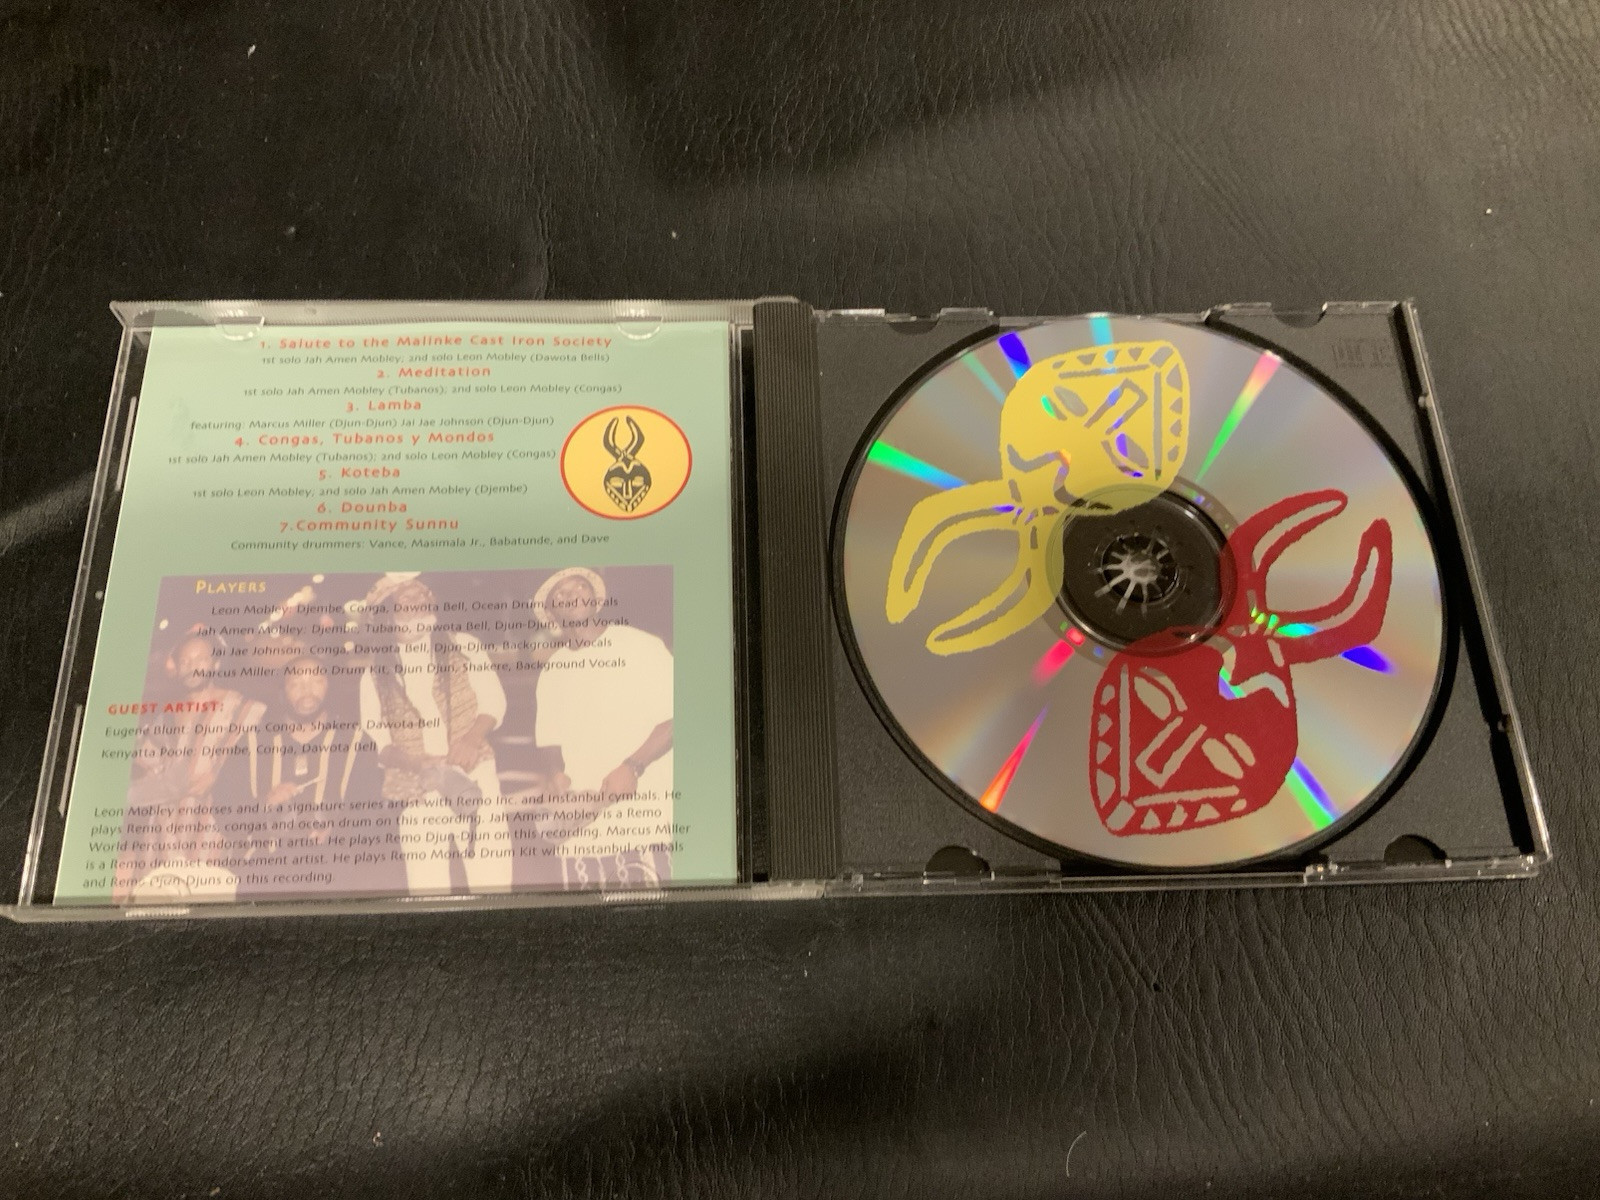 1. Salute to the Malinke Cast Iron Society
1st solo Jah Amen Mobley; 2nd solo Leon Mobley (Dawota Bells)
2. Meditation
1st solo Jah Amen Mobley (Tubanos); 2nd solo Leon Mobley (Congas)
3. Lamba
featuring: Marcus Miller (Djun-Djun) Jai Jae Johnson (Djun-Djun)
4. Congas, Tubanos y Mondos
1st solo Jah Amen Mobley (Tubanos); 2nd solo Leon Mobley (Congas)
5. Koteba
1st solo Leon Mobley; 2nd solo Jah Amen Mobley (Djembe)
6. Dounba
7. Community Sunnu
Community drummers: Vance, Masimala Jr., Babatunde, and Dave
PLAYERS
Leon Mobley: Djembe, Conga, Dawota Bell, Ocean Drum, Lead Vocals
Jah Amen Mobley: Djembe, Tubano, Dawota Bell, Djun-Djun, Lead Vocals
Jai Jae Johnson: Conga, Dawota Bell, Djun-Djun, Background Vocals
Marcus Miller: Mondo Drum Kit, Djun Djun, Shakere, Background Vocals
GUEST ARTIST:
Eugene Blunt: Djun-Djun, Conga, Shakere, Dawota Bell
Kenyatta Poole: Djembe, Conga, Dawota Bell
Leon Mobley endorses and is a signature series artist with Remo Inc. and Instanbul cymbals. He
plays Remo djembes, congas and ocean drum on this recording. Jah Amen Mobley is a Remo
World Percussion endorsement artist. He plays Remo Djun-Djun on this recording. Marcus Miller
is a Remo drumset endorsement artist. He plays Remo Mondo Drum Kit with Instanbul cymbals
and Remo Djun-Djuns on this recording.